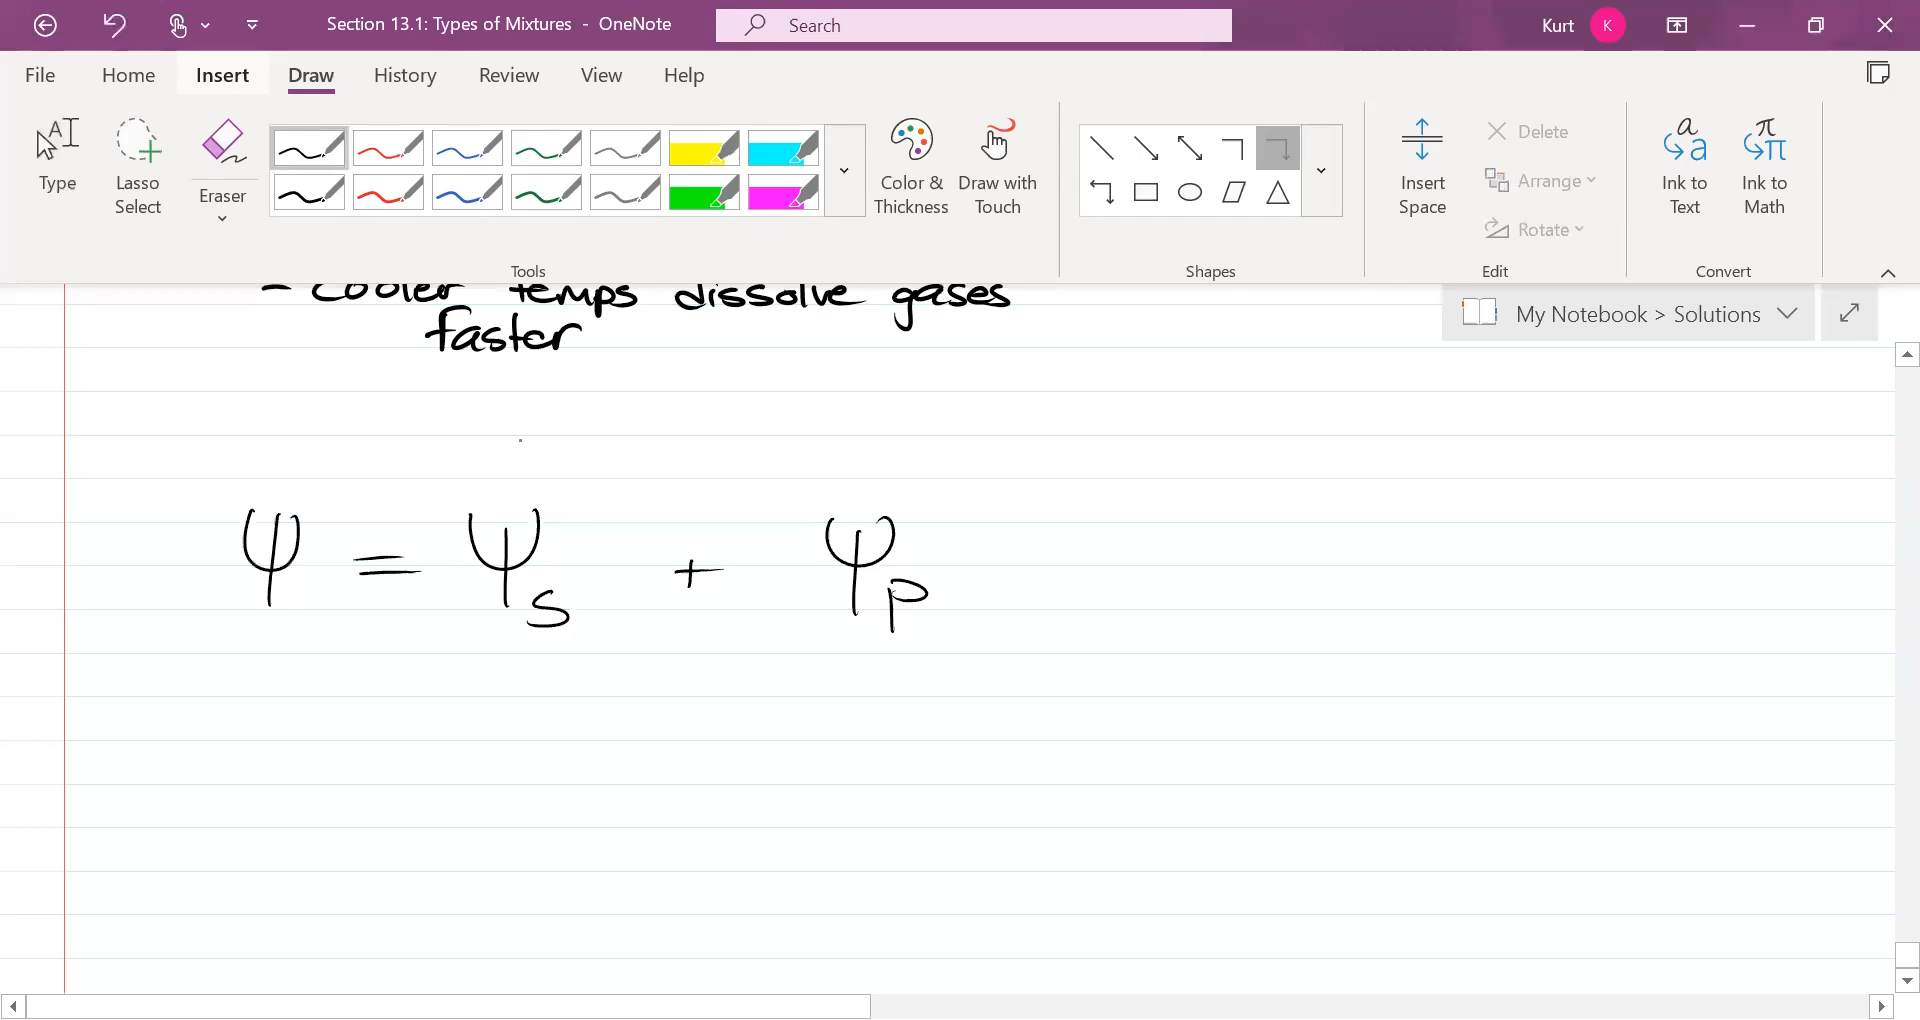 Section 13.1: Types of Mixtures - OneNote
Search
Kurt
K
File Home Insert Draw History Review View Help
Type
Lasso Select
Eraser
Color & Thickness
Draw with Touch
Insert Space
Delete
Arrange
Rotate
a
a
Ink to Text
π
π
Ink to Math
Tools
Shapes
Edit
Convert
My Notebook > Solutions
- cooler temps dissolve gases
faster
Ψ = Ψs + Ψp